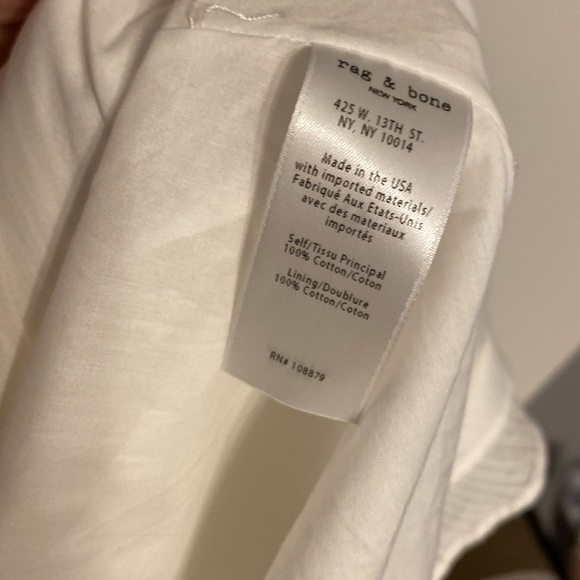 rag & bone
NEW YORK
425 W. 13TH ST.
NY, NY 10014
Made in the USA
with imported materials/
Fabriqué Aux Etats-Unis
avec des materiaux
importés
Self/Tissu Principal
100% Cotton/Coton
Lining/Doublure
100% Cotton/Coton
RN# 108879